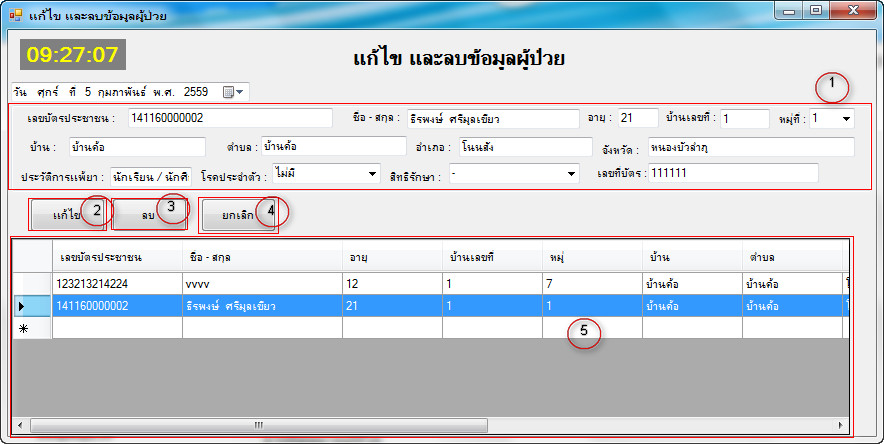 แก้ไข และลบข้อมูลผู้ป่วย
09:27:07
แก้ไข และลบข้อมูลผู้ป่วย
วัน ศุกร์ ที่ 5 กุมภาพันธ์ พ.ศ. 2559
1
เลขบัตรประชาชน : 141160000002 ชื่อ - สกุล : ธีรพงษ์ ศรีมูลเขียว อายุ : 21 บ้านเลขที่ : 1 หมู่ที่ : 1
บ้าน : บ้านค้อ ตำบล : บ้านค้อ อำเภอ : โนนสัง จังหวัด : หนองบัวลำภู
ประวัติการแพ้ยา : นักเรียน / นักศึ โรคประจำตัว : ไม่มี สิทธิรักษา : - เลขที่บัตร : 111111
แก้ไข 2 ลบ 3 ยกเลิก 4
เลขบัตรประชาชน ชื่อ - สกุล อายุ บ้านเลขที่ หมู่ บ้าน ตำบล
123213214224 vvvv 12 1 7 บ้านค้อ บ้านค้อ
141160000002 ธีรพงษ์ ศรีมูลเขียว 21 1 1 บ้านค้อ บ้านค้อ
5